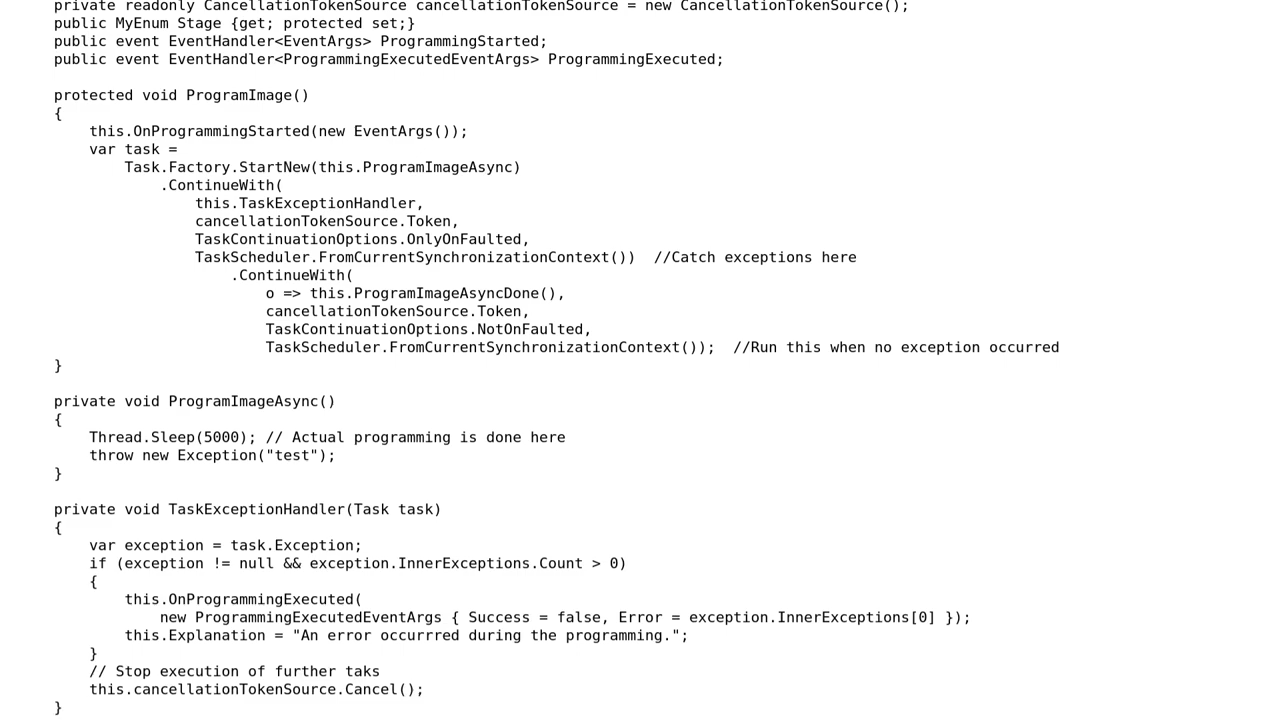 private readonly CancellationTokenSource cancellationTokenSource = new CancellationTokenSource();
public MyEnum Stage {get; protected set;}
public event EventHandler<EventArgs> ProgrammingStarted;
public event EventHandler<ProgrammingExecutedEventArgs> ProgrammingExecuted;

protected void ProgramImage()
{
    this.OnProgrammingStarted(new EventArgs());
    var task =
        Task.Factory.StartNew(this.ProgramImageAsync)
            .ContinueWith(
                this.TaskExceptionHandler,
                cancellationTokenSource.Token,
                TaskContinuationOptions.OnlyOnFaulted,
                TaskScheduler.FromCurrentSynchronizationContext())  //Catch exceptions here
                    .ContinueWith(
                        o => this.ProgramImageAsyncDone(),
                        cancellationTokenSource.Token,
                        TaskContinuationOptions.NotOnFaulted,
                        TaskScheduler.FromCurrentSynchronizationContext());  //Run this when no exception occurred
}

private void ProgramImageAsync()
{
    Thread.Sleep(5000); // Actual programming is done here
    throw new Exception("test");
}

private void TaskExceptionHandler(Task task)
{
    var exception = task.Exception;
    if (exception != null && exception.InnerExceptions.Count > 0)
    {
        this.OnProgrammingExecuted(
            new ProgrammingExecutedEventArgs { Success = false, Error = exception.InnerExceptions[0] });
        this.Explanation = "An error occurrred during the programming.";
    }
    // Stop execution of further taks
    this.cancellationTokenSource.Cancel();
}